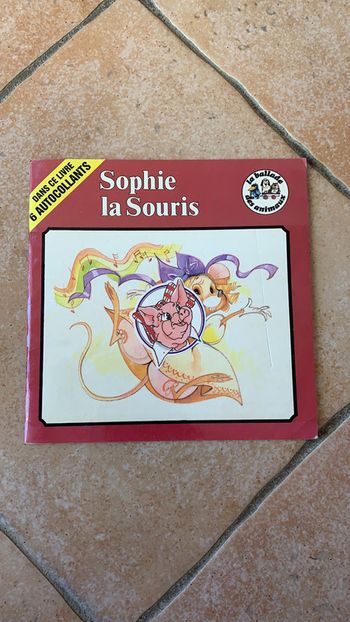 DANS CE LIVRE
6 AUTOCOLLANTS
Sophie
la Souris
la ballade
des animaux